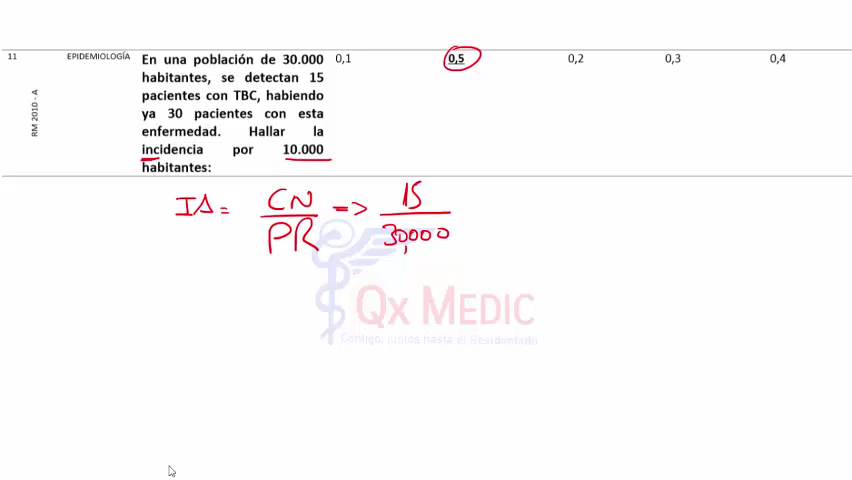 11 EPIDEMIOLOGÍA En una población de 30.000 0,1 0,5 0,2 0,3 0,4
habitantes, se detectan 15
pacientes con TBC, habiendo
ya 30 pacientes con esta
enfermedad. Hallar la
incidencia por 10.000
habitantes:
RM 2010 - A
IA = CN => 15
PR 30,000
Qx MEDIC
Contigo, juntos hasta el Residentado